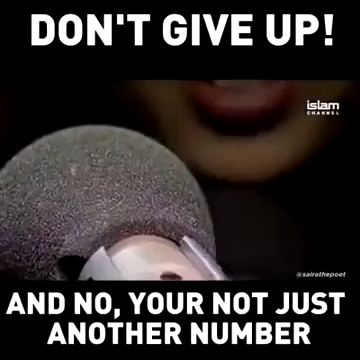 DON'T GIVE UP!
islam
CHANNEL
@sairathepoet
AND NO, YOUR NOT JUST
ANOTHER NUMBER